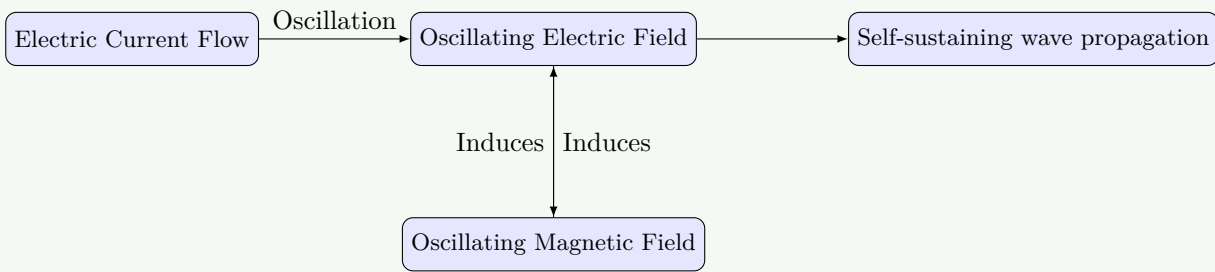 Electric Current Flow
Oscillation
Oscillating Electric Field
Self-sustaining wave propagation
Induces
Induces
Oscillating Magnetic Field